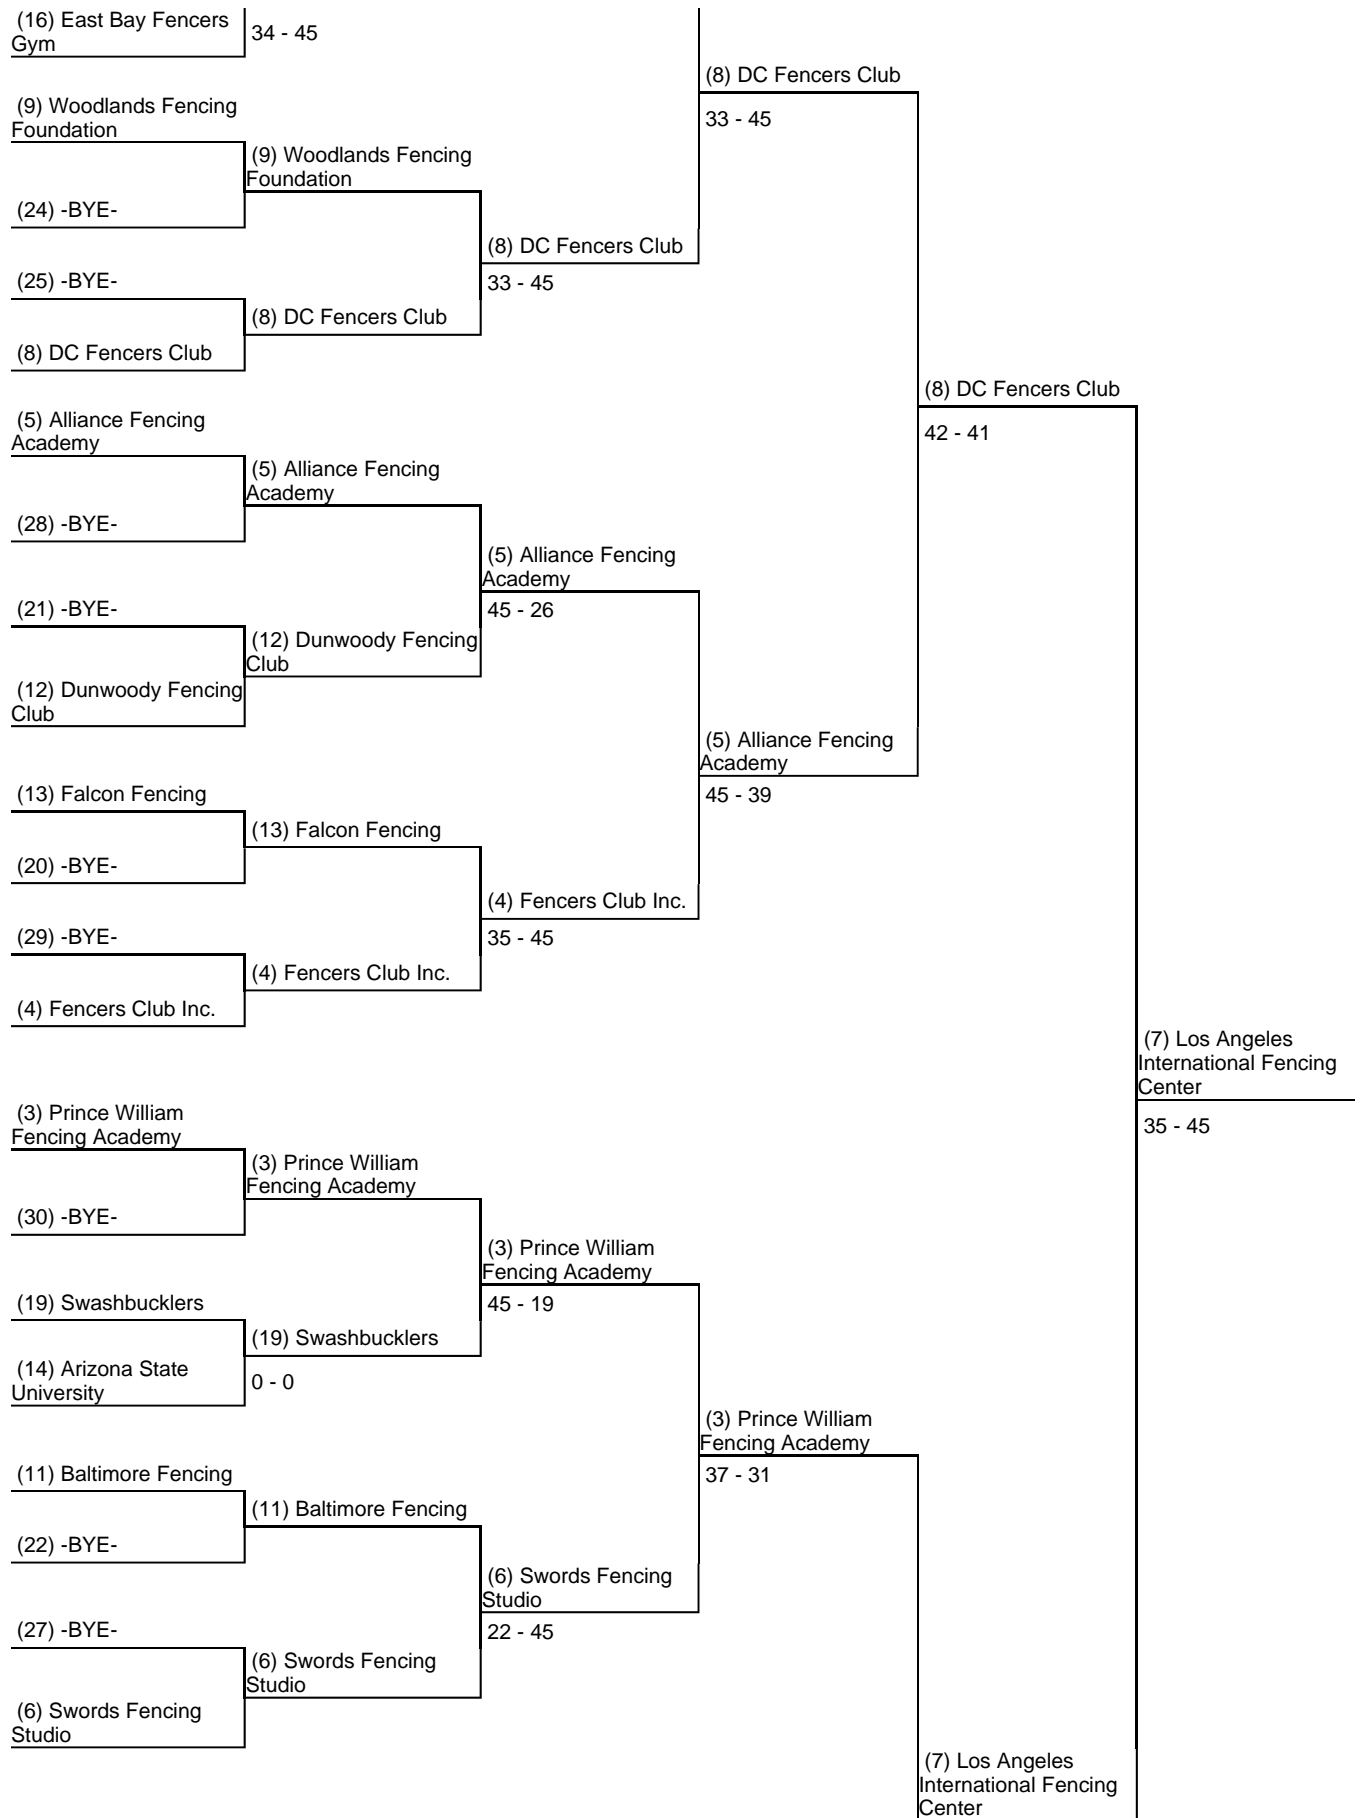 (16) East Bay Fencers
Gym
34 - 45
(8) DC Fencers Club
33 - 45
(9) Woodlands Fencing
Foundation
(9) Woodlands Fencing
Foundation
(24) -BYE-
(8) DC Fencers Club
33 - 45
(25) -BYE-
(8) DC Fencers Club
(8) DC Fencers Club
(8) DC Fencers Club
42 - 41
(5) Alliance Fencing
Academy
(5) Alliance Fencing
Academy
(28) -BYE-
(5) Alliance Fencing
Academy
45 - 26
(21) -BYE-
(12) Dunwoody Fencing
Club
(12) Dunwoody Fencing
Club
(5) Alliance Fencing
Academy
45 - 39
(13) Falcon Fencing
(13) Falcon Fencing
(20) -BYE-
(4) Fencers Club Inc.
35 - 45
(29) -BYE-
(4) Fencers Club Inc.
(4) Fencers Club Inc.
(7) Los Angeles
International Fencing
Center
35 - 45
(3) Prince William
Fencing Academy
(3) Prince William
Fencing Academy
(30) -BYE-
(3) Prince William
Fencing Academy
45 - 19
(19) Swashbucklers
(19) Swashbucklers
0 - 0
(14) Arizona State
University
(3) Prince William
Fencing Academy
37 - 31
(11) Baltimore Fencing
(11) Baltimore Fencing
(22) -BYE-
(6) Swords Fencing
Studio
22 - 45
(27) -BYE-
(6) Swords Fencing
Studio
(6) Swords Fencing
Studio
(7) Los Angeles
International Fencing
Center